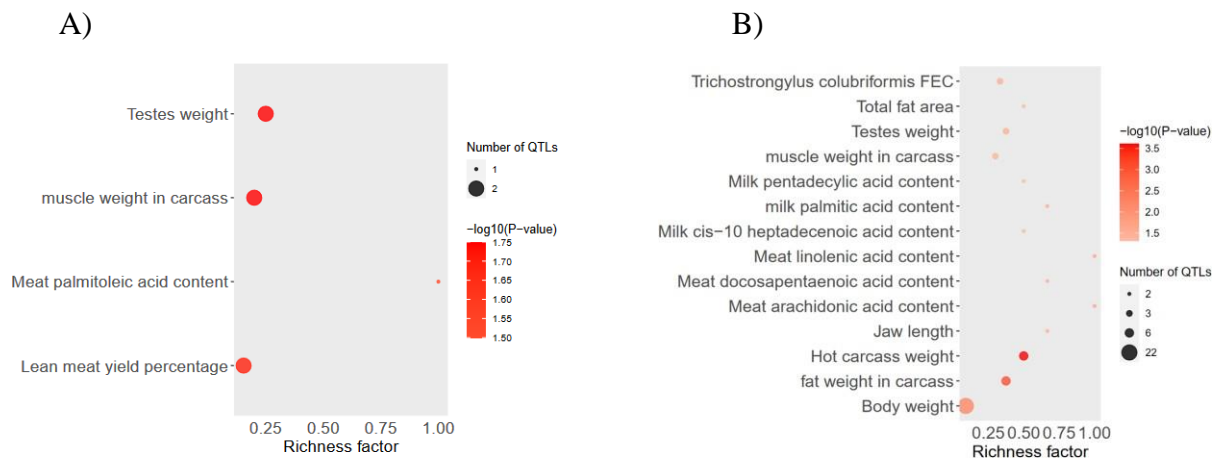 A)
Testes weight
muscle weight in carcass
Meat palmitoleic acid content
Lean meat yield percentage
0.25 0.50 0.75 1.00
Richness factor
Number of QTLs
1
2
−log10(P−value)
1.75
1.70
1.65
1.60
1.55
1.50
B)
Trichostrongylus colubriformis FEC
Total fat area
Testes weight
muscle weight in carcass
Milk pentadecylic acid content
milk palmitic acid content
Milk cis−10 heptadecenoic acid content
Meat linolenic acid content
Meat docosapentaenoic acid content
Meat arachidonic acid content
Jaw length
Hot carcass weight
fat weight in carcass
Body weight
0.25 0.50 0.75 1.00
Richness factor
−log10(P−value)
3.5
3.0
2.5
2.0
1.5
Number of QTLs
2
3
6
22